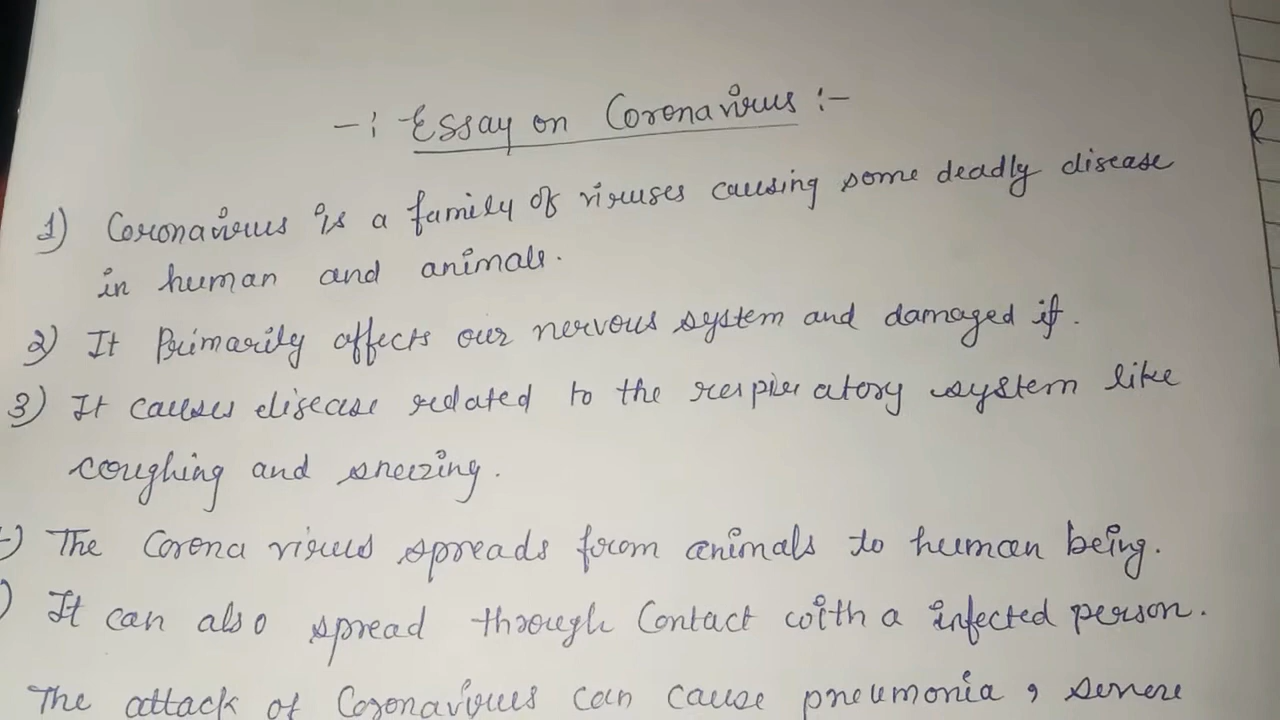 -: Essay on Coronavirus :-
1) Coronavirus is a family of viruses causing some deadly disease
in human and animals.
2) It Primarily affects our nervous system and damaged it.
3) It causes disease related to the respiratory system like
coughing and sneezing.
) The Corona virus spreads from animals to human being.
) It can also spread through Contact with a infected person.
The attack of Coronavirus can cause pneumonia, severe